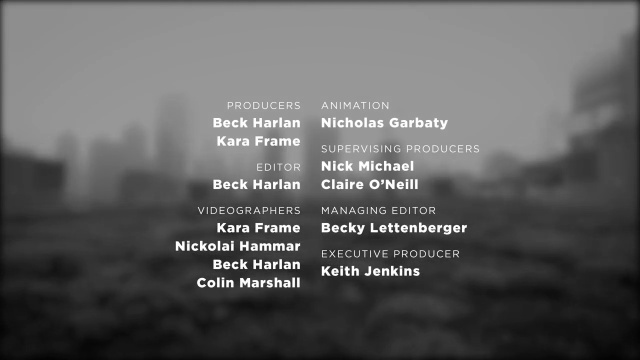 PRODUCERS
Beck Harlan
Kara Frame
EDITOR
Beck Harlan
VIDEOGRAPHERS
Kara Frame
Nickolai Hammar
Beck Harlan
Colin Marshall
ANIMATION
Nicholas Garbaty
SUPERVISING PRODUCERS
Nick Michael
Claire O’Neill
MANAGING EDITOR
Becky Lettenberger
EXECUTIVE PRODUCER
Keith Jenkins